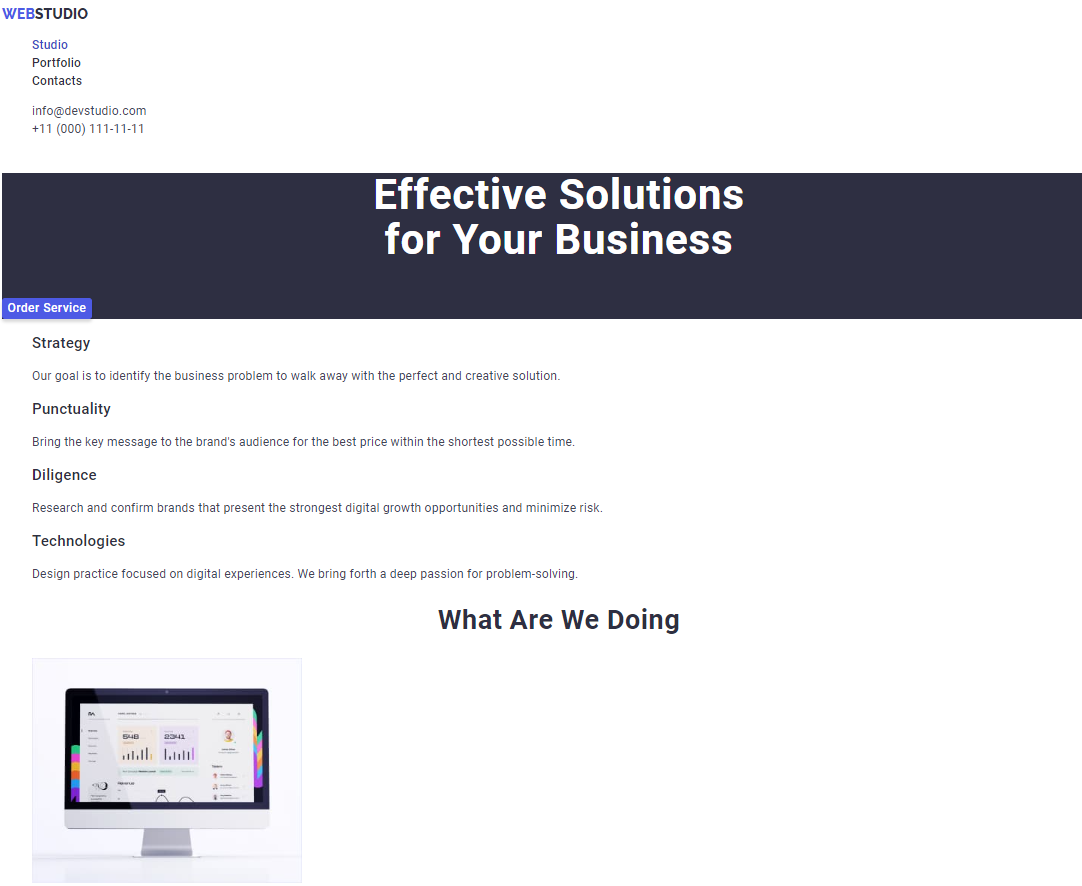 WEBSTUDIO
Studio
Portfolio
Contacts
info@devstudio.com
+11 (000) 111-11-11
Effective Solutions
for Your Business
Order Service
Strategy
Our goal is to identify the business problem to walk away with the perfect and creative solution.
Punctuality
Bring the key message to the brand's audience for the best price within the shortest possible time.
Diligence
Research and confirm brands that present the strongest digital growth opportunities and minimize risk.
Technologies
Design practice focused on digital experiences. We bring forth a deep passion for problem-solving.
What Are We Doing
548
2341